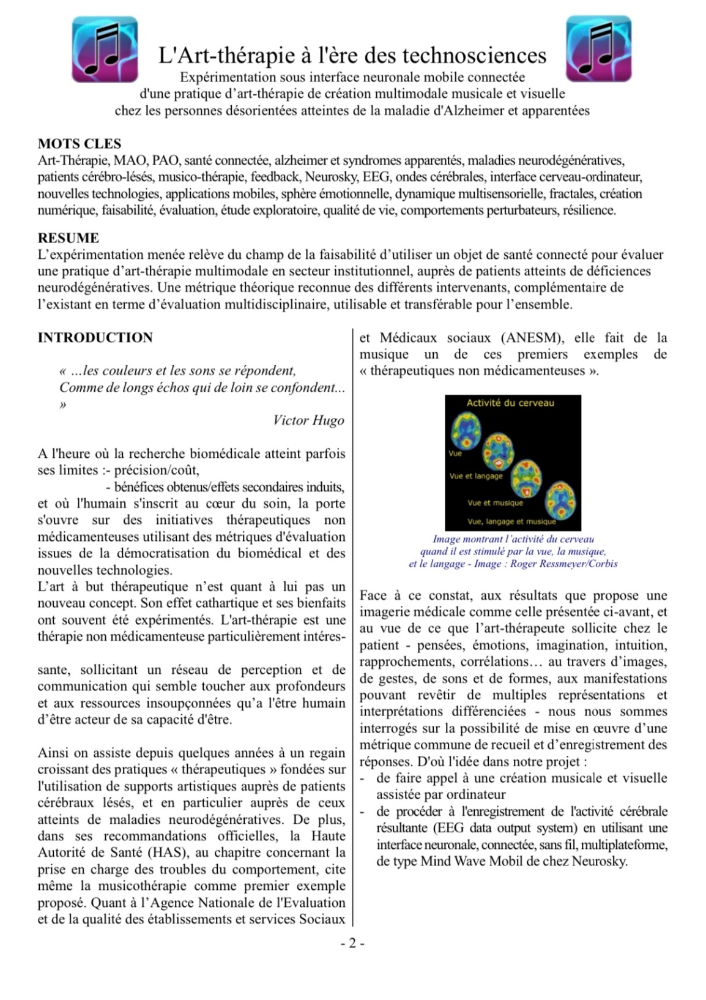 L'Art-thérapie à l'ère des technosciences
Expérimentation sous interface neuronale mobile connectée
d'une pratique d’art-thérapie de création multimodale musicale et visuelle
chez les personnes désorientées atteintes de la maladie d'Alzheimer et apparentées
MOTS CLES
Art-Thérapie, MAO, PAO, santé connectée, alzheimer et syndromes apparentés, maladies neurodégénératives,
patients cérébro-lésés, musico-thérapie, feedback, Neurosky, EEG, ondes cérébrales, interface cerveau-ordinateur,
nouvelles technologies, applications mobiles, sphère émotionnelle, dynamique multisensorielle, fractales, création
numérique, faisabilité, évaluation, étude exploratoire, qualité de vie, comportements perturbateurs, résilience.
RESUME
L’expérimentation menée relève du champ de la faisabilité d’utiliser un objet de santé connecté pour évaluer
une pratique d’art-thérapie multimodale en secteur institutionnel, auprès de patients atteints de déficiences
neurodégénératives. Une métrique théorique reconnue des différents intervenants, complémentaire de
l’existant en terme d’évaluation multidisciplinaire, utilisable et transférable pour l’ensemble.
INTRODUCTION
« …les couleurs et les sons se répondent,
Comme de longs échos qui de loin se confondent...
»
Victor Hugo
A l'heure où la recherche biomédicale atteint parfois
ses limites :- précision/coût,
- bénéfices obtenus/effets secondaires induits,
et où l'humain s'inscrit au cœur du soin, la porte
s'ouvre sur des initiatives thérapeutiques non
médicamenteuses utilisant des métriques d'évaluation
issues de la démocratisation du biomédical et des
nouvelles technologies.
L’art à but thérapeutique n’est quant à lui pas un
nouveau concept. Son effet cathartique et ses bienfaits
ont souvent été expérimentés. L'art-thérapie est une
thérapie non médicamenteuse particulièrement intéres-
sante, sollicitant un réseau de perception et de
communication qui semble toucher aux profondeurs
et aux ressources insoupçonnées qu’a l'être humain
d’être acteur de sa capacité d'être.
Ainsi on assiste depuis quelques années à un regain
croissant des pratiques « thérapeutiques » fondées sur
l'utilisation de supports artistiques auprès de patients
cérébraux lésés, et en particulier auprès de ceux
atteints de maladies neurodégénératives. De plus,
dans ses recommandations officielles, la Haute
Autorité de Santé (HAS), au chapitre concernant la
prise en charge des troubles du comportement, cite
même la musicothérapie comme premier exemple
proposé. Quant à l’Agence Nationale de l'Evaluation
et de la qualité des établissements et services Sociaux
et Médicaux sociaux (ANESM), elle fait de la
musique un de ces premiers exemples de
« thérapeutiques non médicamenteuses ».
Activité du cerveau
Vue
Vue et langage
Vue et musique
Vue, langage et musique
Image montrant l’activité du cerveau
quand il est stimulé par la vue, la musique,
et le langage - Image : Roger Ressmeyer/Corbis
Face à ce constat, aux résultats que propose une
imagerie médicale comme celle présentée ci-avant, et
au vue de ce que l’art-thérapeute sollicite chez le
patient - pensées, émotions, imagination, intuition,
rapprochements, corrélations… au travers d’images,
de gestes, de sons et de formes, aux manifestations
pouvant revêtir de multiples représentations et
interprétations différenciées - nous nous sommes
interrogés sur la possibilité de mise en œuvre d’une
métrique commune de recueil et d’enregistrement des
réponses. D'où l'idée dans notre projet :
- de faire appel à une création musicale et visuelle
assistée par ordinateur
- de procéder à l'enregistrement de l'activité cérébrale
résultante (EEG data output system) en utilisant une
interface neuronale, connectée, sans fil, multiplateforme,
de type Mind Wave Mobil de chez Neurosky.
- 2 -